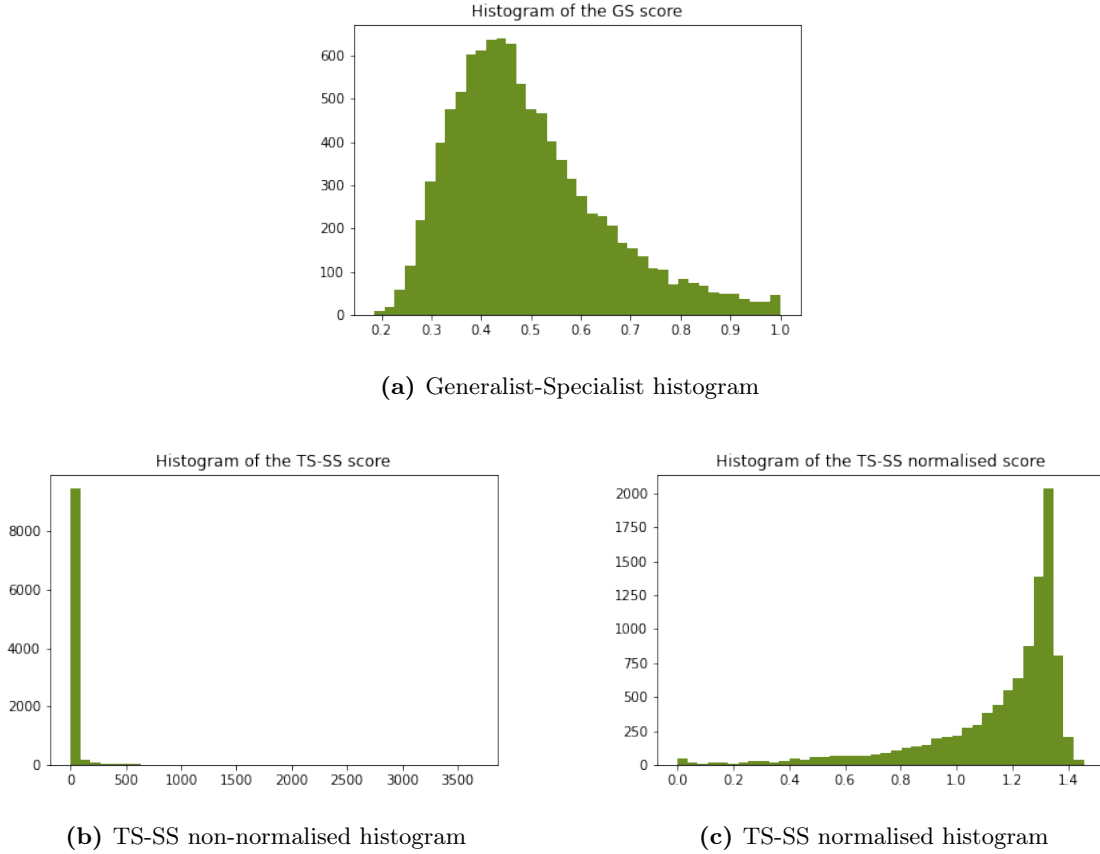 Histogram of the GS score
600
500
400
300
200
100
0
0.2 0.3 0.4 0.5 0.6 0.7 0.8 0.9 1.0
(a) Generalist-Specialist histogram
Histogram of the TS-SS score
8000
6000
4000
2000
0
0 500 1000 1500 2000 2500 3000 3500
(b) TS-SS non-normalised histogram
Histogram of the TS-SS normalised score
2000
1750
1500
1250
1000
750
500
250
0
0.0 0.2 0.4 0.6 0.8 1.0 1.2 1.4
(c) TS-SS normalised histogram